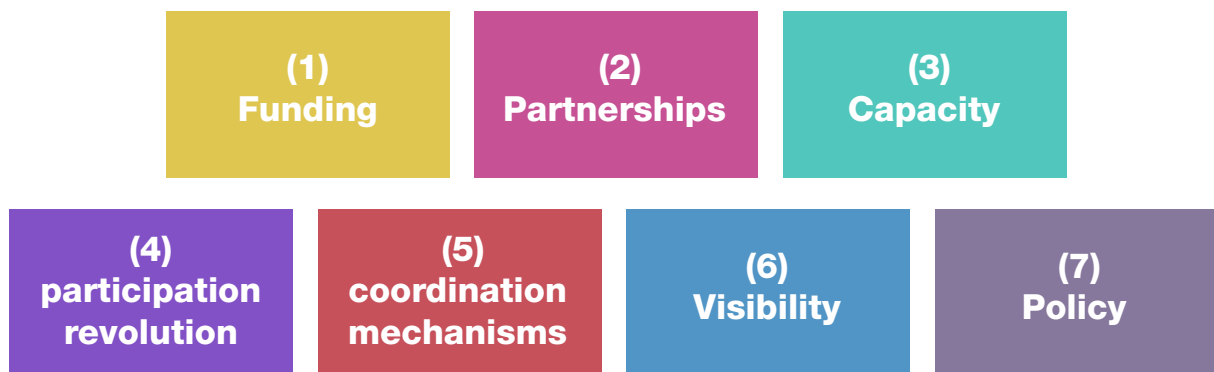 (1)
Funding
(2)
Partnerships
(3)
Capacity
(4)
participation
revolution
(5)
coordination
mechanisms
(6)
Visibility
(7)
Policy